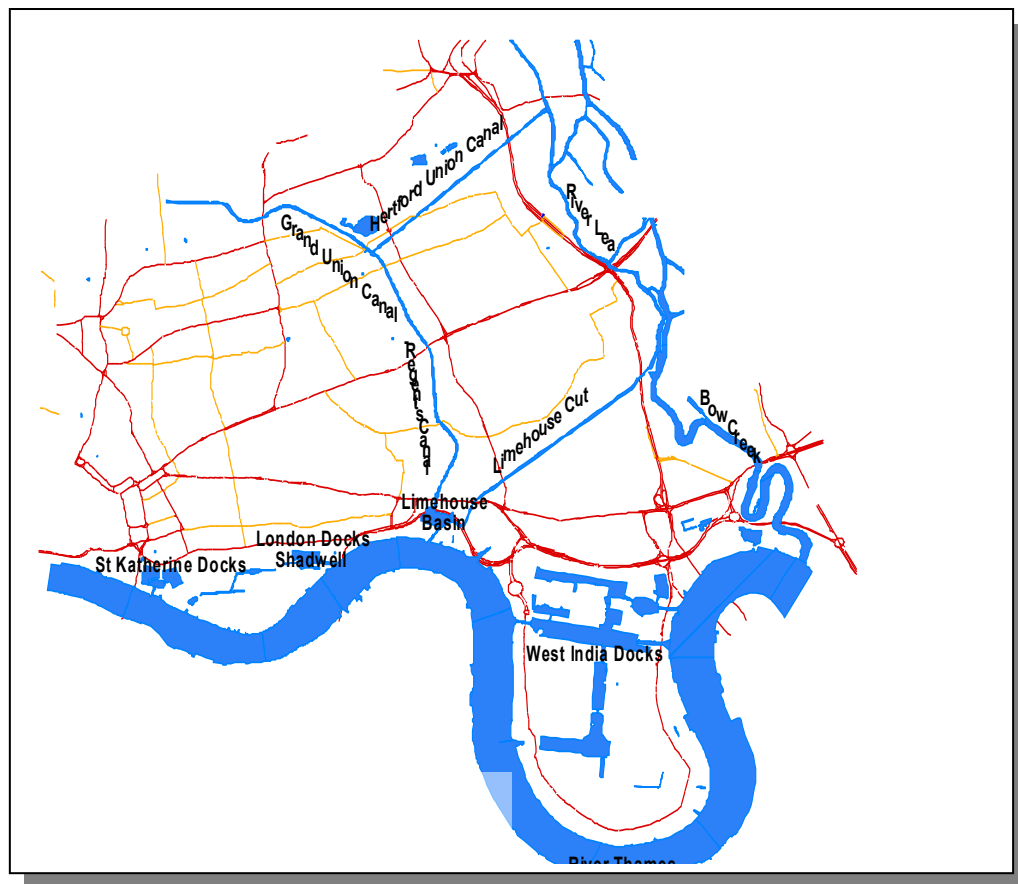 Hertford Union Canal
River Lea
Grand Union Canal
Regents Canal
Limehouse Cut
Bow Creek
Limehouse
Basin
London Docks
Shadwell
St Katherine Docks
West India Docks
River Thames